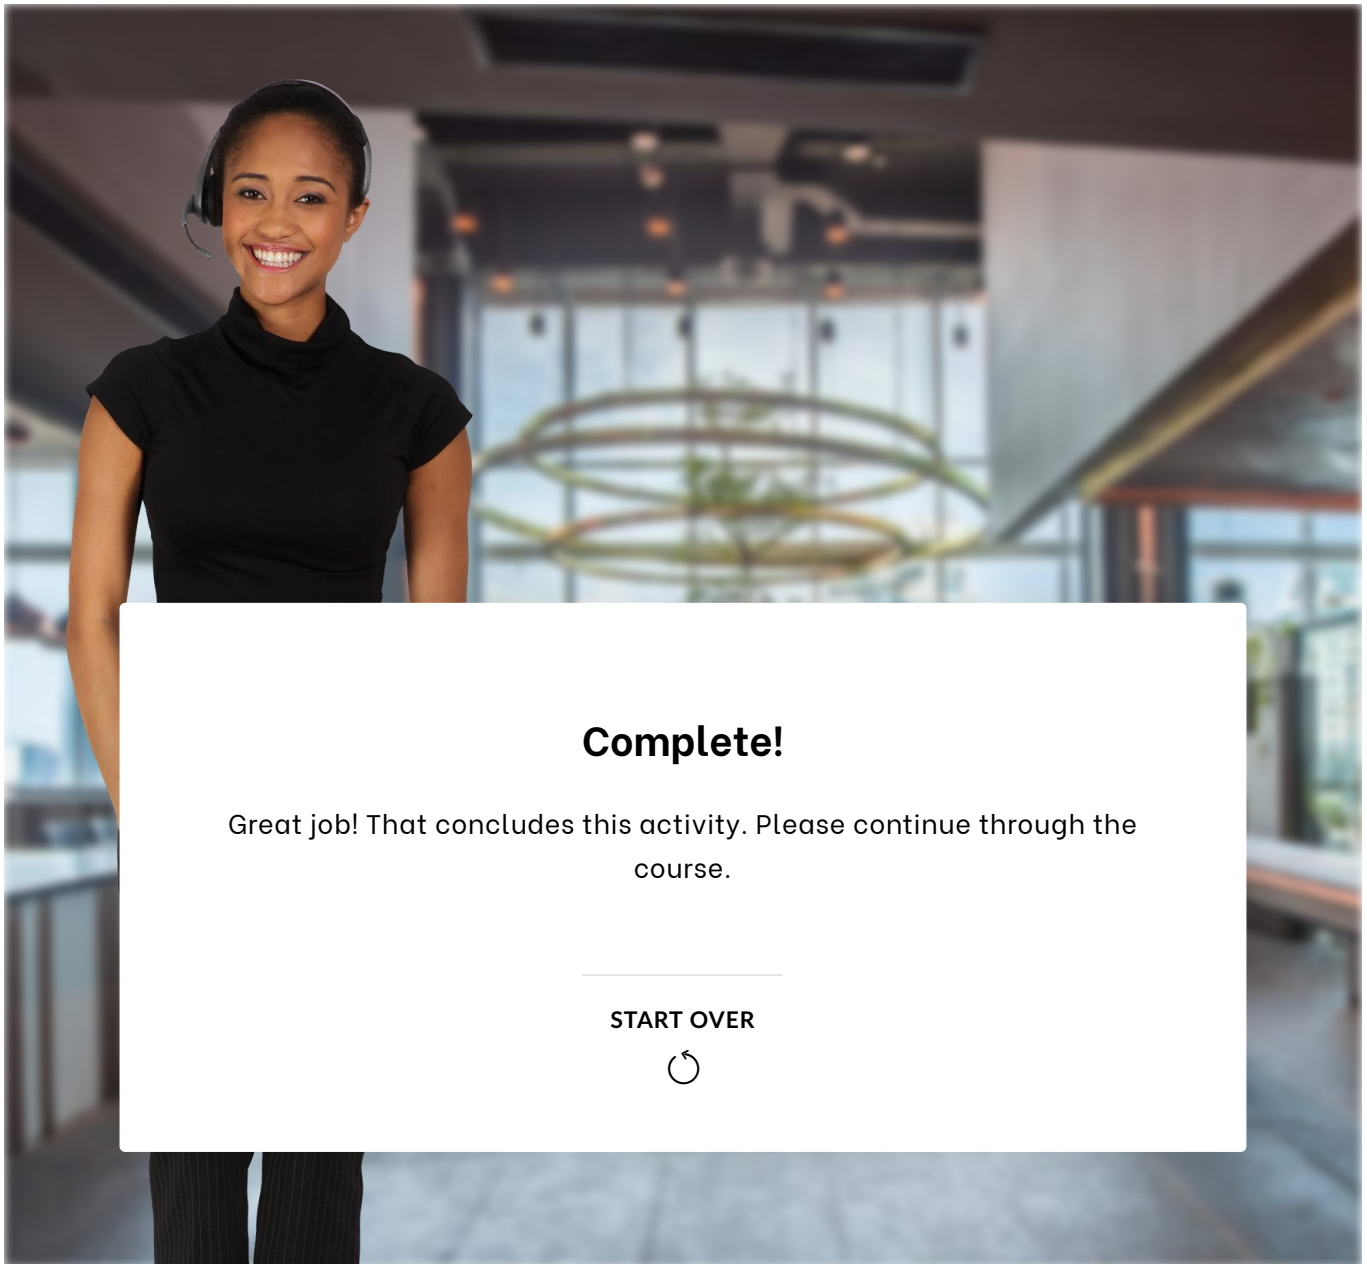 Complete!
Great job! That concludes this activity. Please continue through the
course.
START OVER